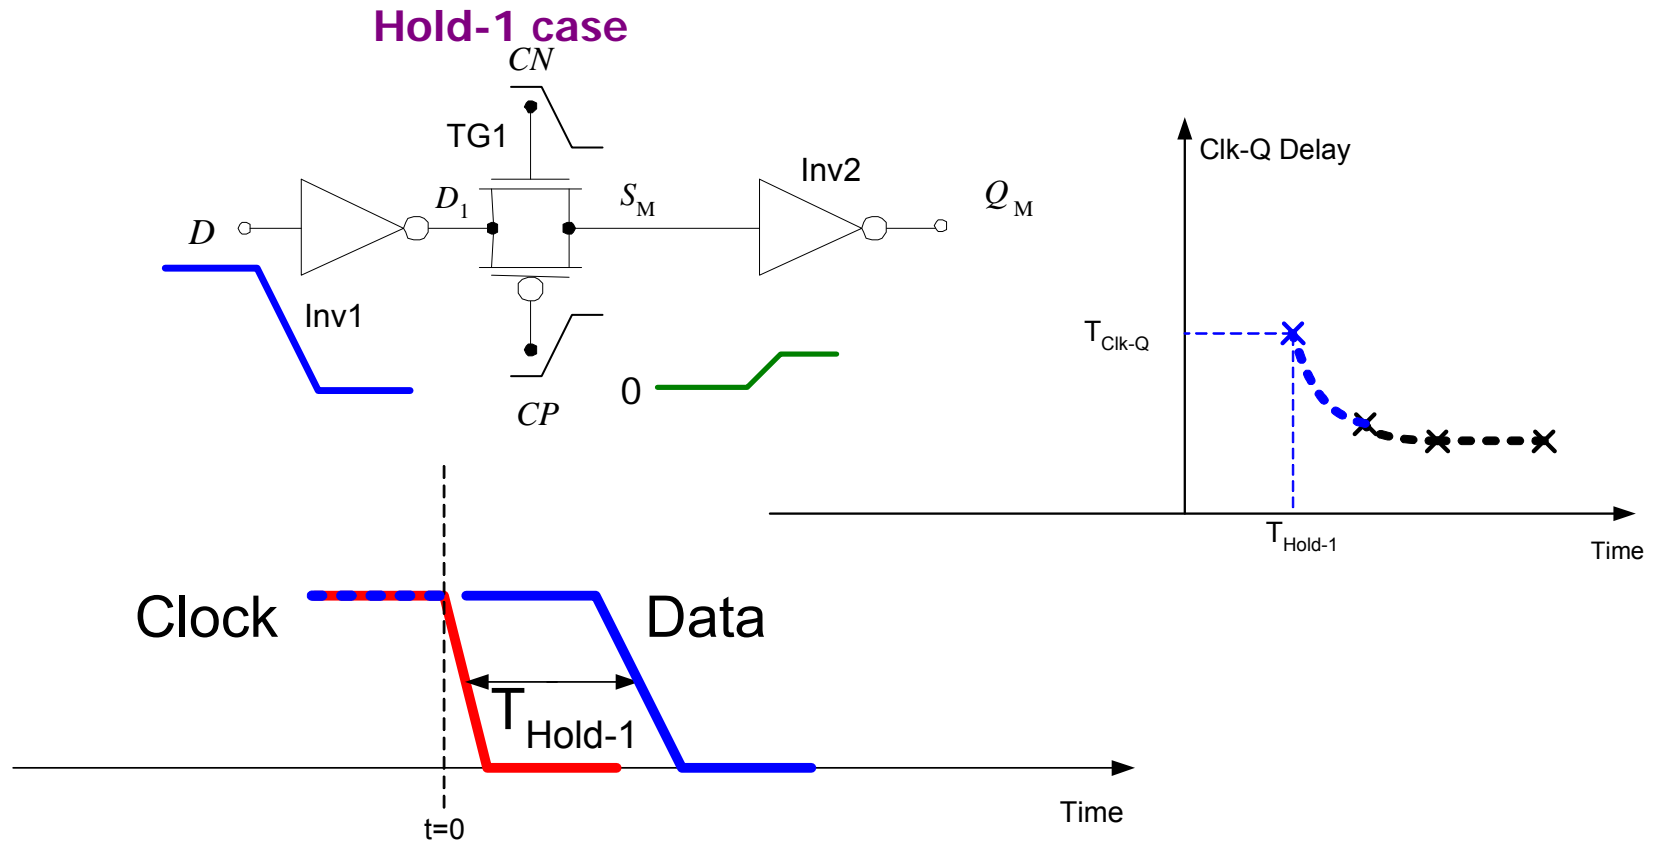 Hold-1 case
CN
TG1
Inv2
Clk-Q Delay
D
D1
SM
QM
Inv1
TClk-Q
0
CP
THold-1
Time
Clock
Data
THold-1
Time
t=0